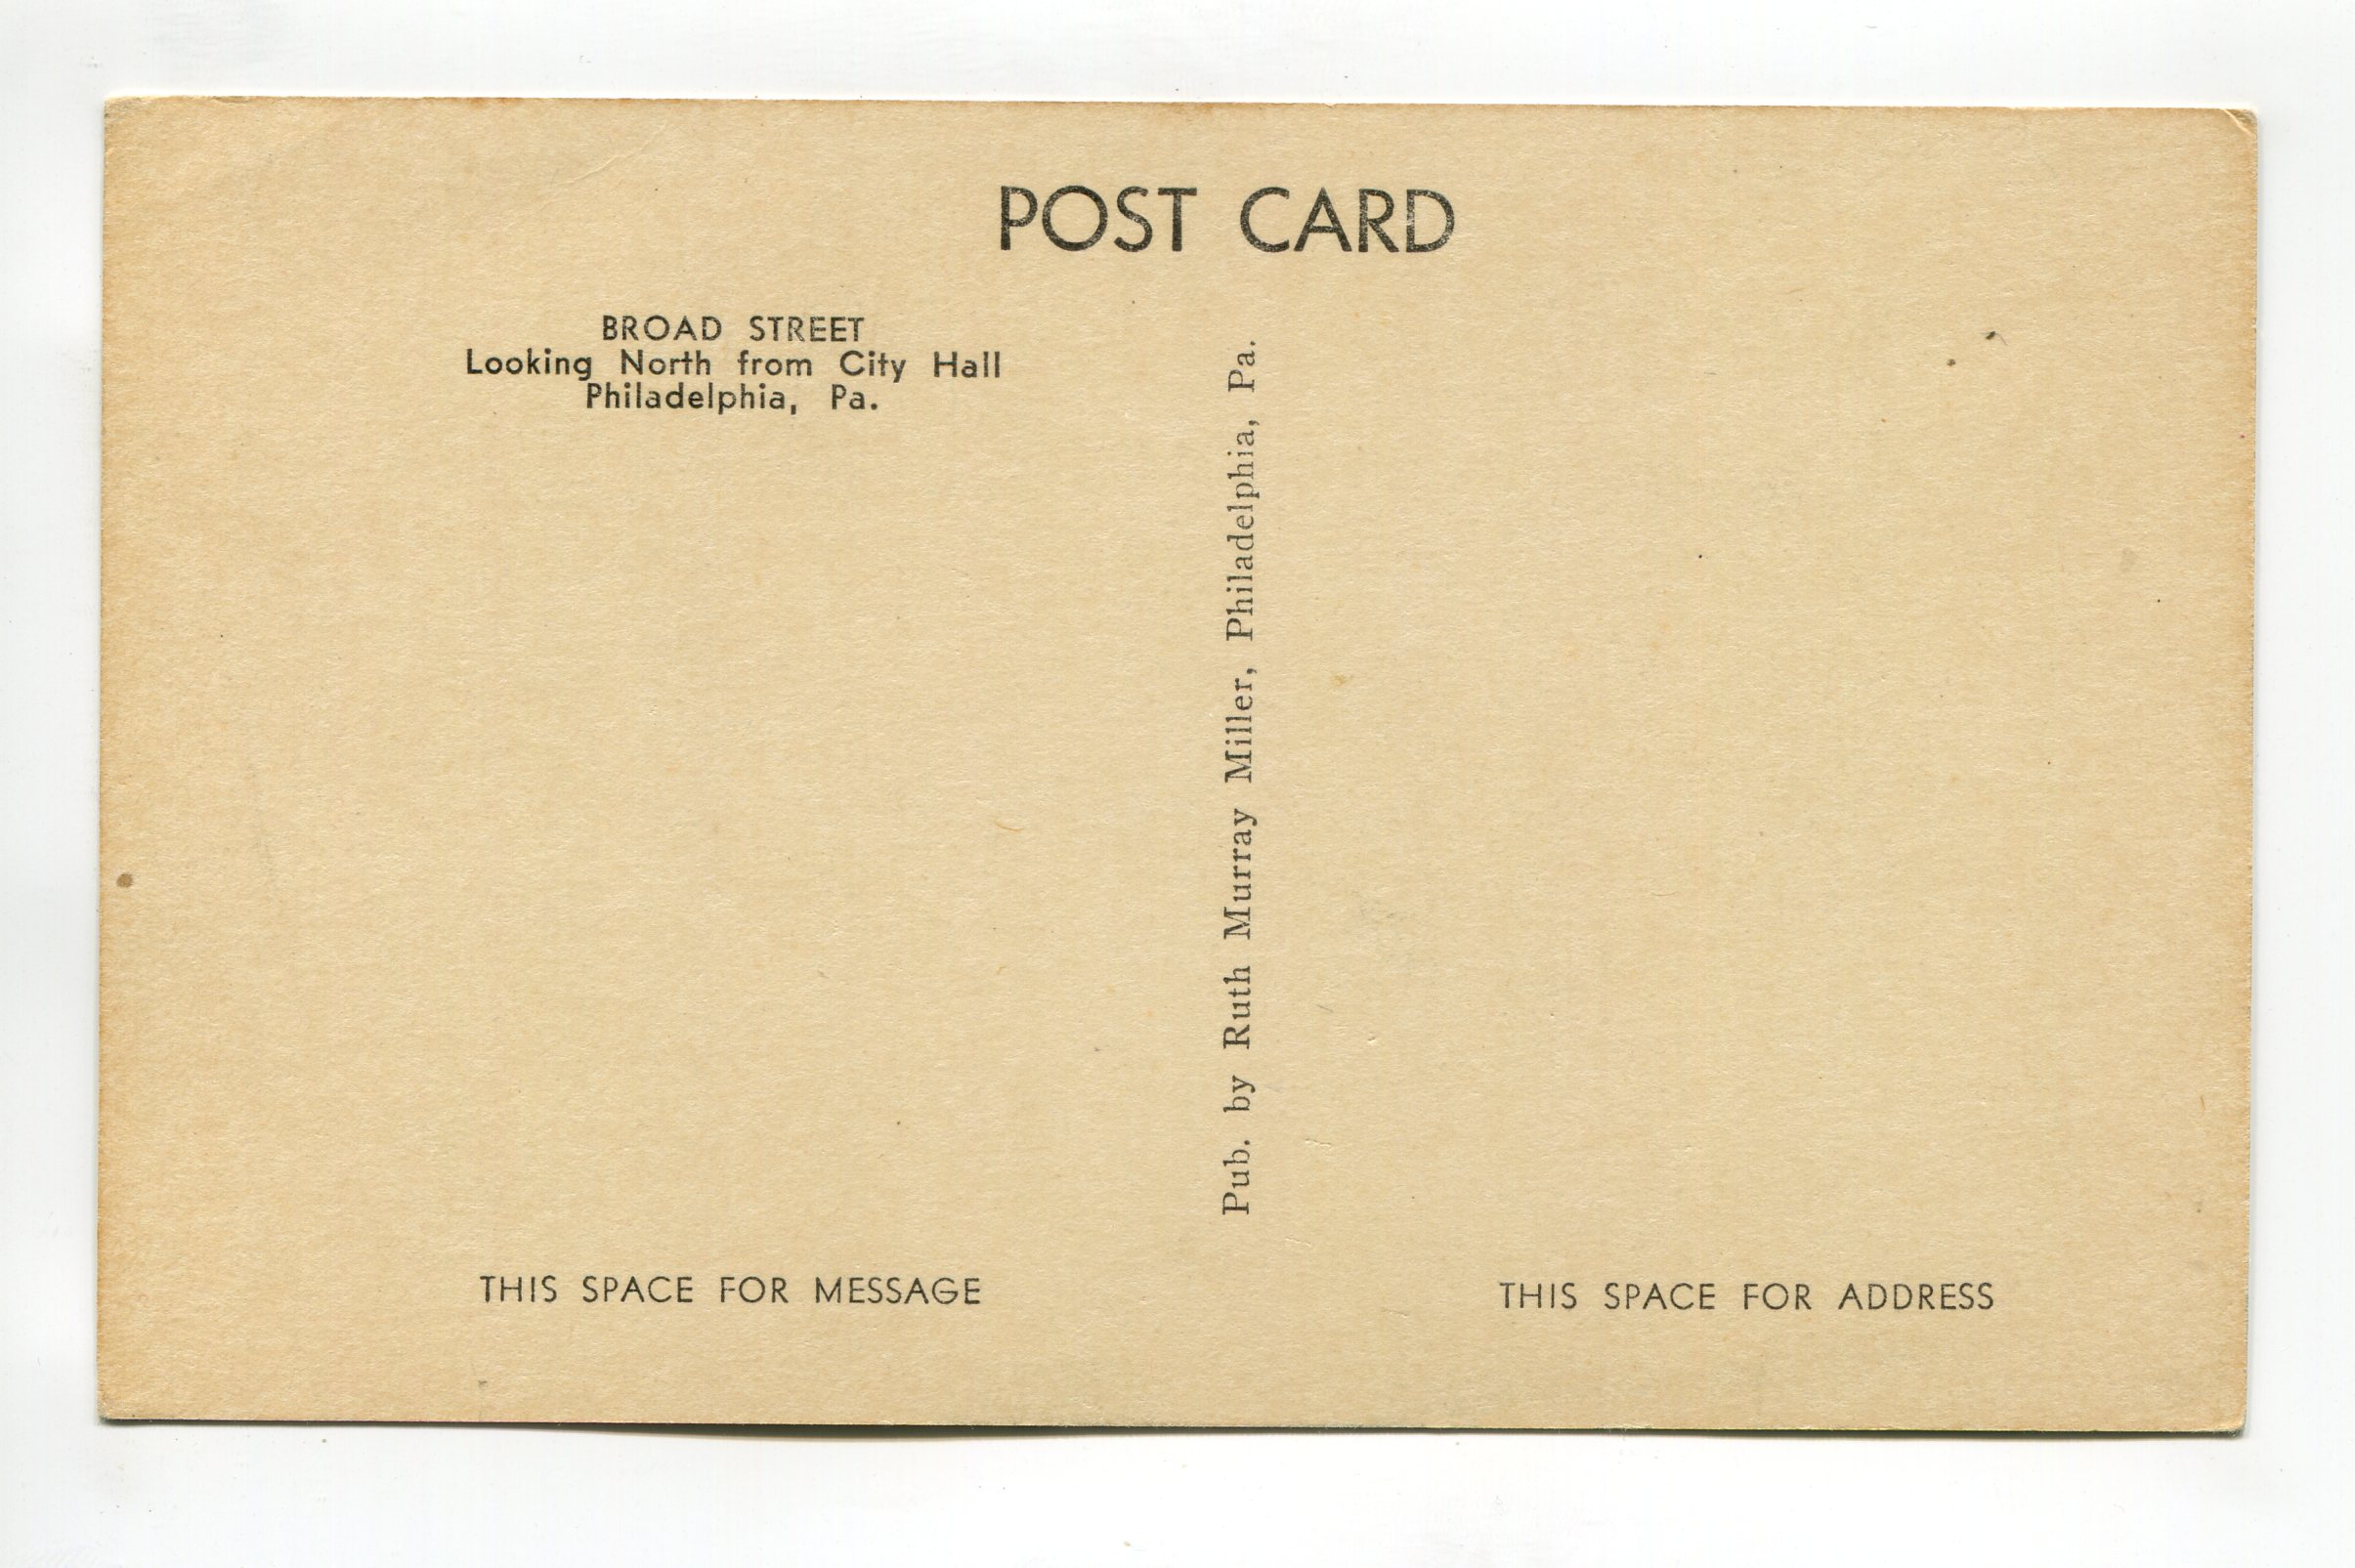 POST CARD
BROAD STREET
Looking North from City Hall
Philadelphia, Pa.
Pub. by Ruth Murray Miller, Philadelphia, Pa.
THIS SPACE FOR MESSAGE
THIS SPACE FOR ADDRESS